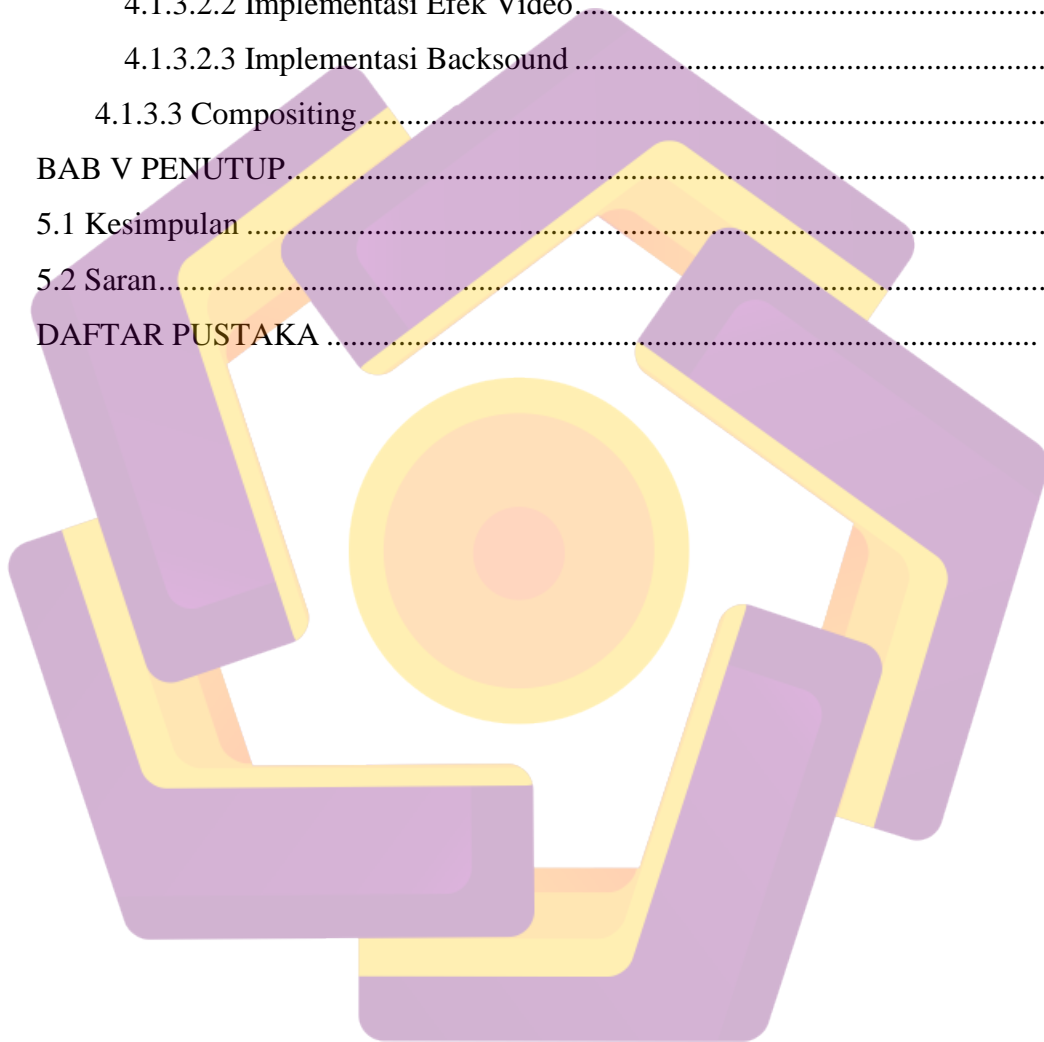 4.1.3.2.2 Implementasi Efek Video..........................................................
4.1.3.2.3 Implementasi Backsound ..........................................................
4.1.3.3 Compositing....................................................................................
BAB V PENUTUP.............................................................................................
5.1 Kesimpulan ..................................................................................................
5.2 Saran.............................................................................................................
DAFTAR PUSTAKA ........................................................................................